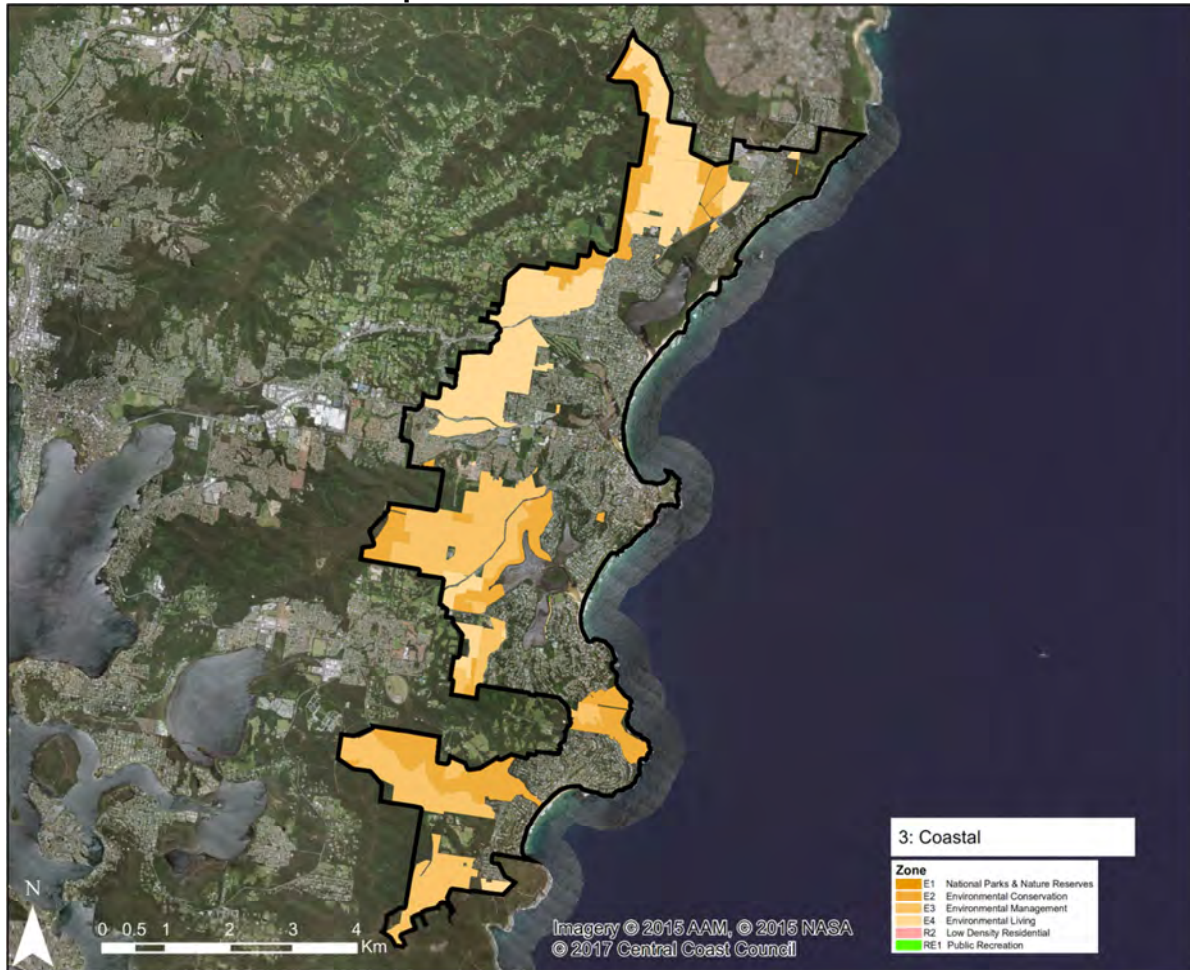 N
0 0.5 1 2 3 4
Km
Imagery © 2015 AAM, © 2015 NASA
© 2017 Central Coast Council
3: Coastal
Zone
E1 National Parks & Nature Reserves
E2 Environmental Conservation
E3 Environmental Management
E4 Environmental Living
R2 Low Density Residential
RE1 Public Recreation